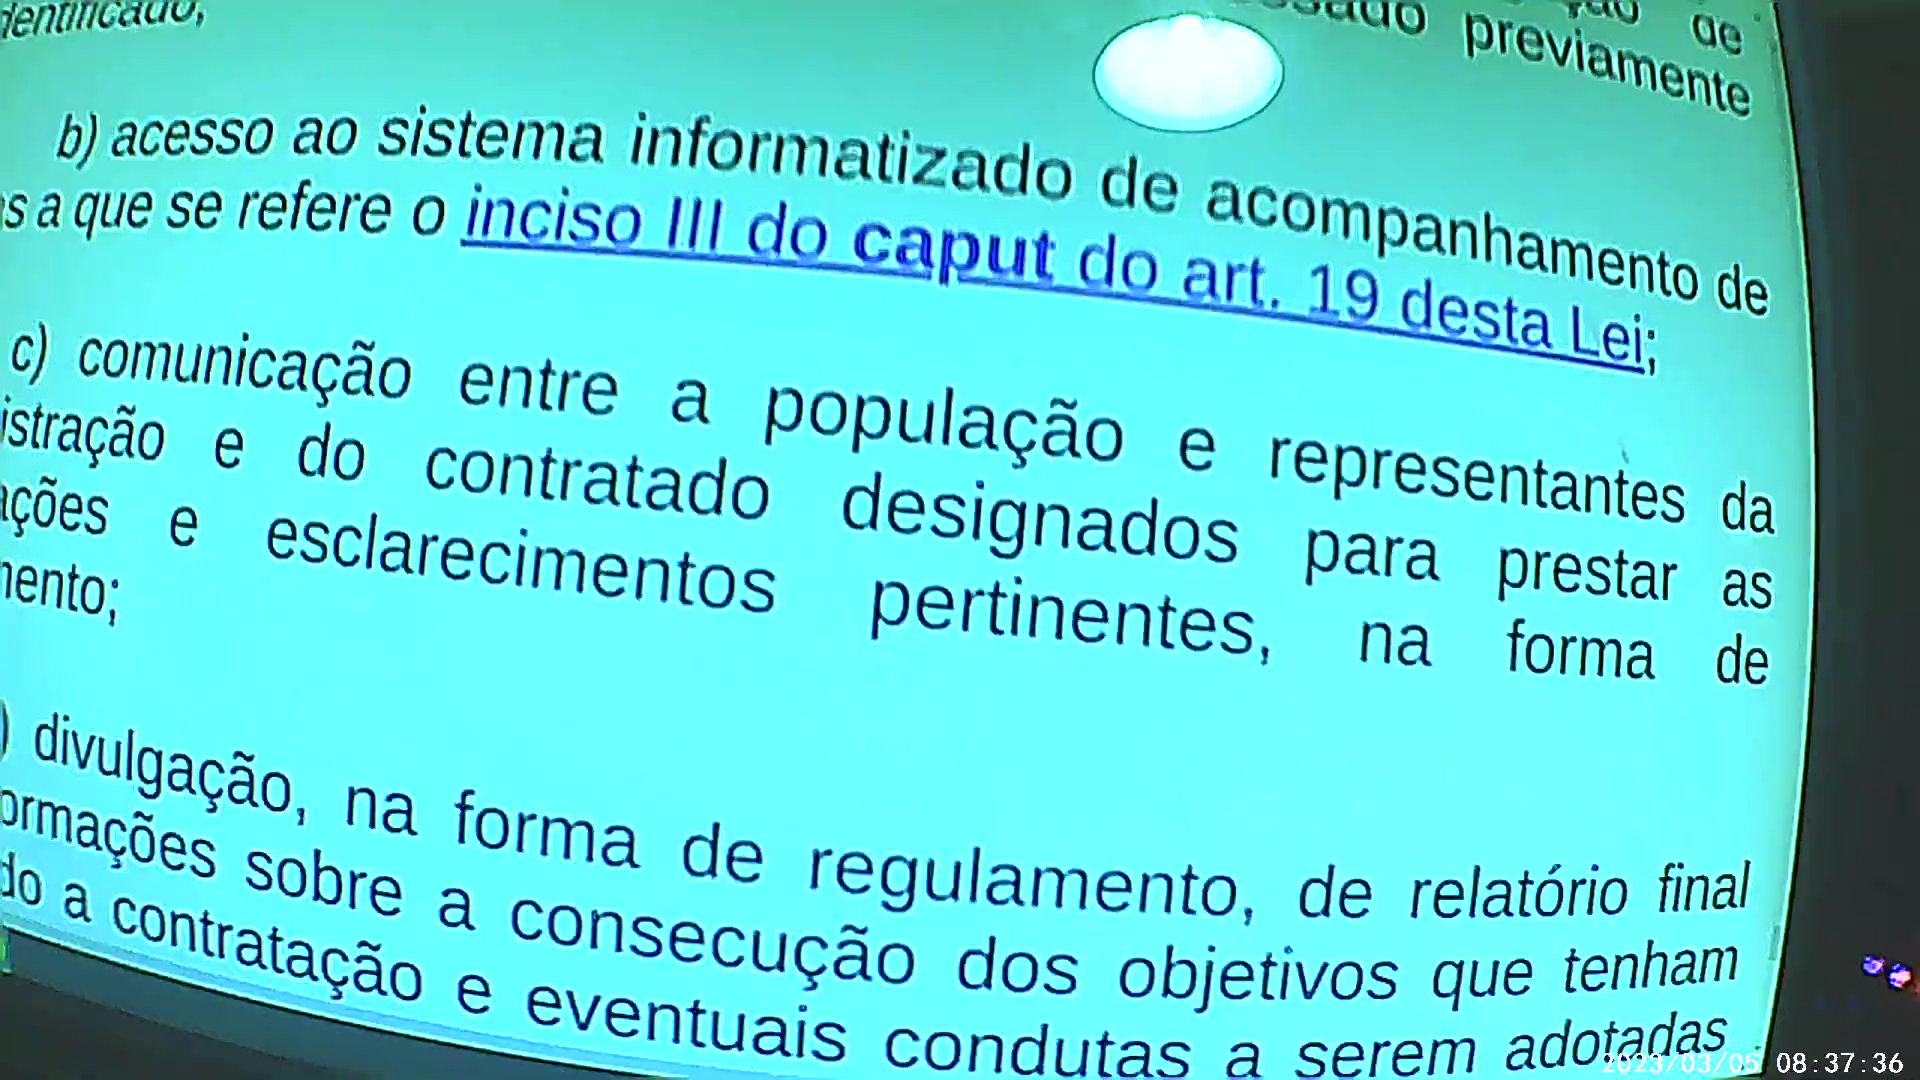 identificado;
de
previamente
b) acesso ao sistema informatizado de acompanhamento de
s a que se refere o inciso III do caput do art. 19 desta Lei;
c) comunicação entre a população e representantes da
istração e do contratado designados para prestar as
ações e esclarecimentos pertinentes, na forma de
mento;
) divulgação, na forma de regulamento, de relatório final
ormações sobre a consecução dos objetivos que tenham
do a contratação e eventuais condutas a serem adotadas
2023/03/05 08:37:36